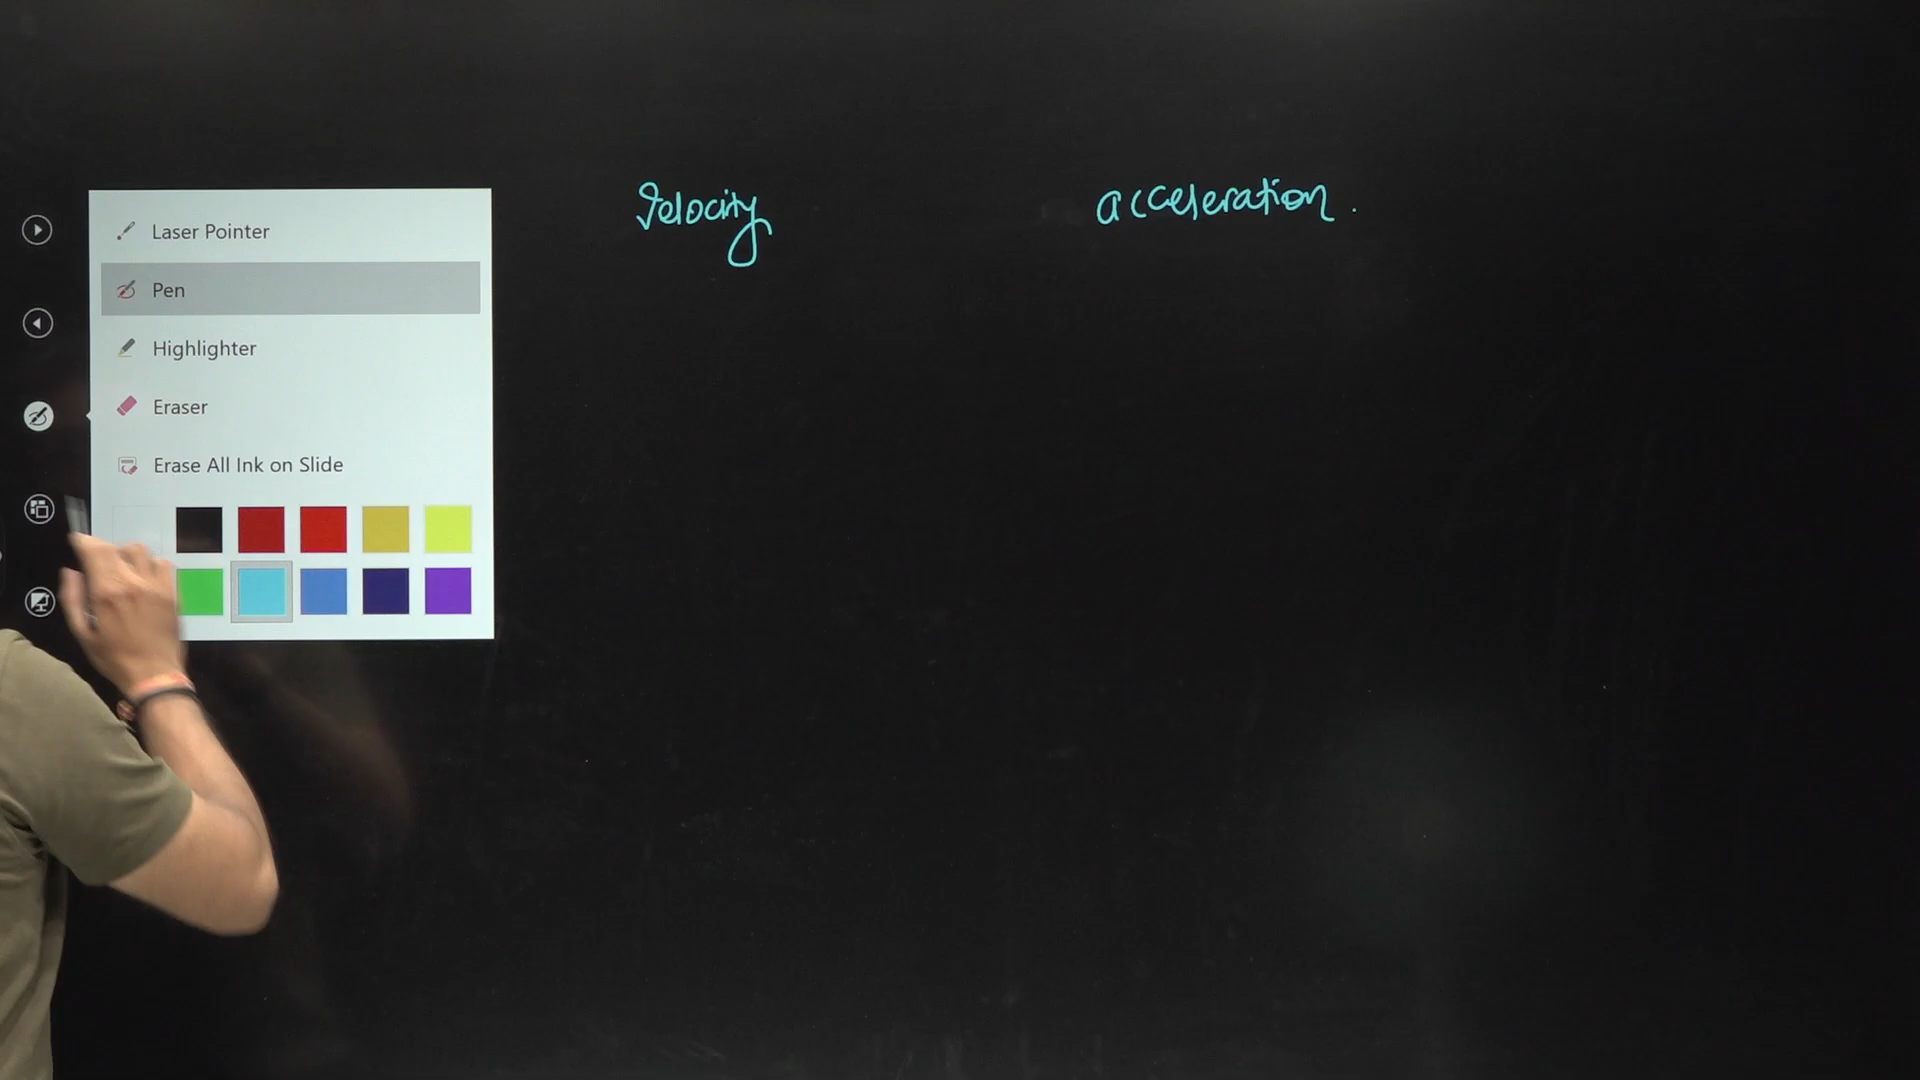 Velocity
acceleration.
Laser Pointer
Pen
Highlighter
Eraser
Erase All Ink on Slide